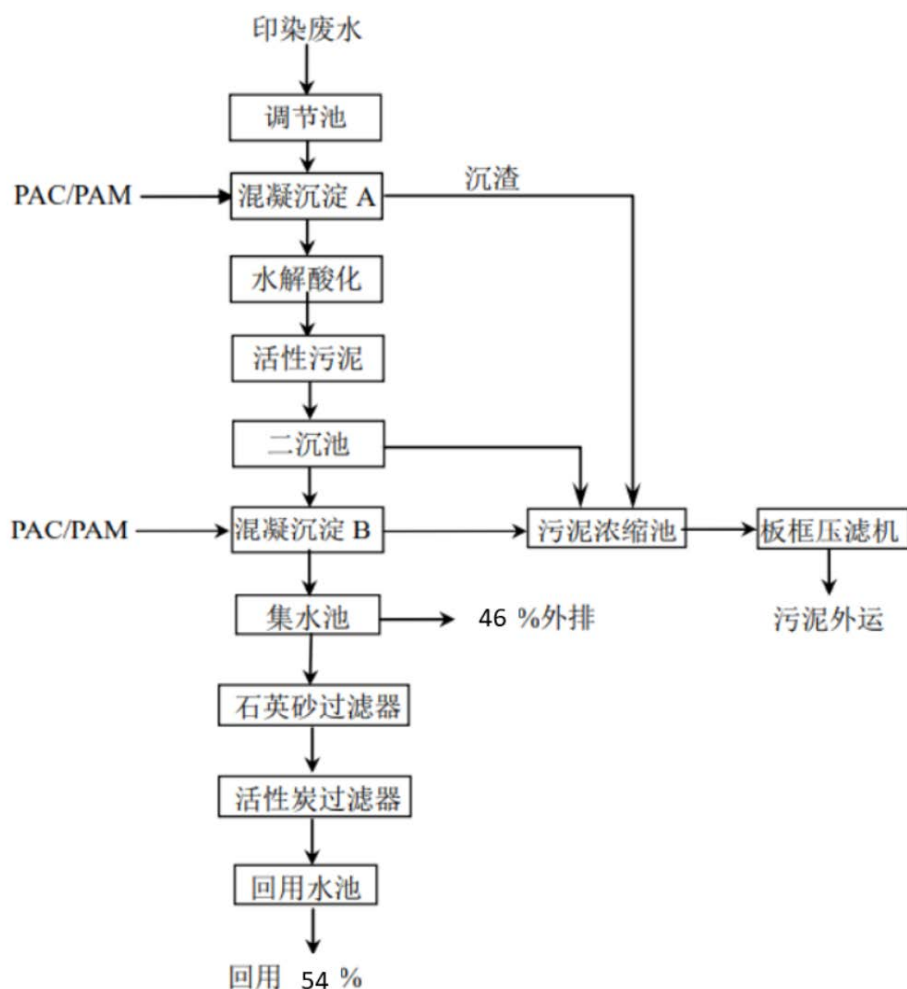 印染废水
调节池
PAC/PAM
混凝沉淀 A
沉渣
水解酸化
活性污泥
二沉池
PAC/PAM
混凝沉淀 B
污泥浓缩池
板框压滤机
集水池
46 %外排
污泥外运
石英砂过滤器
活性炭过滤器
回用水池
回用 54 %